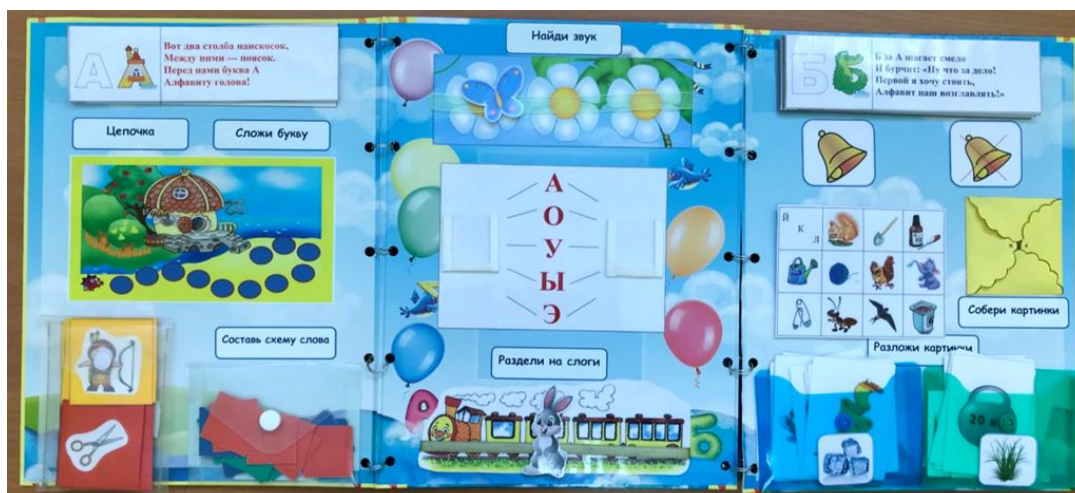 А А
Вот два столба наискосок,
Между ними — поясок.
Перед нами буква А
Алфавиту голова!
Цепочка
Сложи букву
Составь схему слова
Найди звук
А
О
У
Ы
Э
Раздели на слоги
Р
Б
Б Б
Б за А шагает смело
И бурчит: «Ну что за дело!
Первой я хочу стоять,
Алфавит наш возглавлять!»
Й
К
Л
Собери картинки
Разложи картинки
20 кг